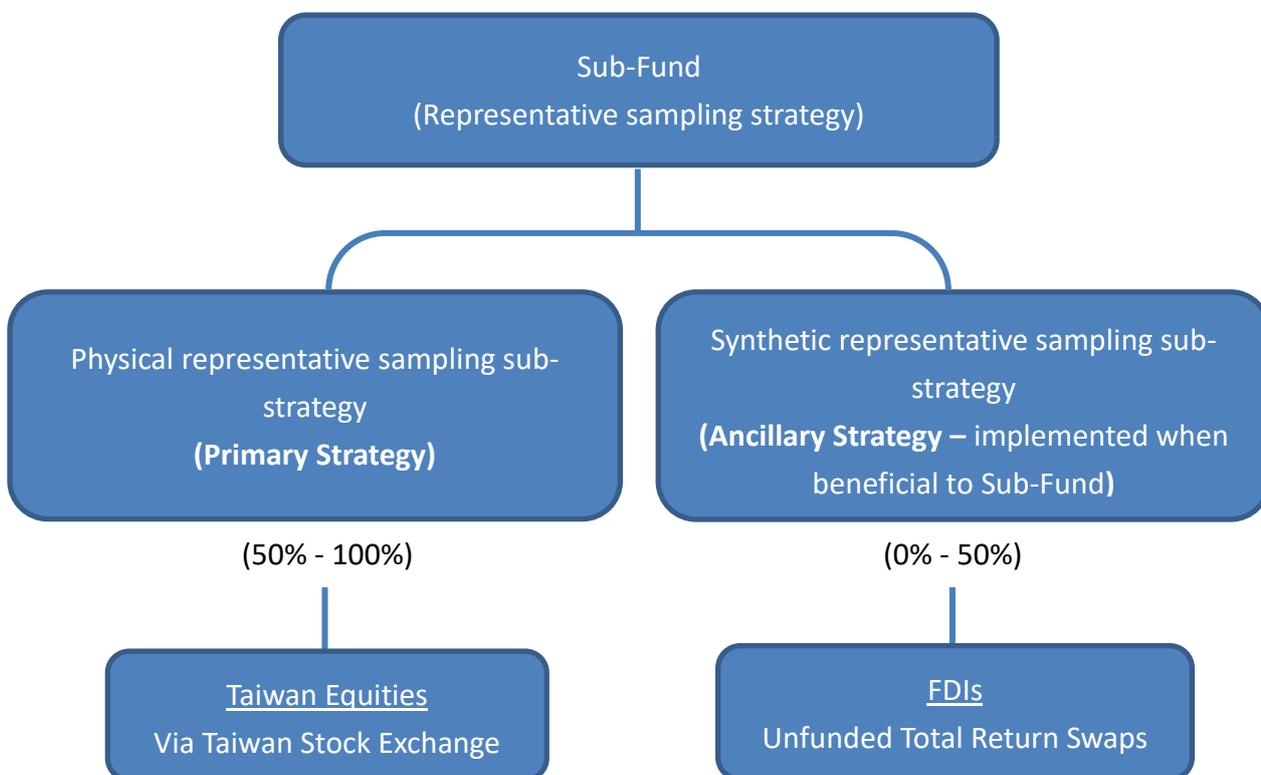 Sub-Fund
(Representative sampling strategy)
Physical representative sampling sub-
strategy
(Primary Strategy)
Synthetic representative sampling sub-
strategy
(Ancillary Strategy – implemented when
beneficial to Sub-Fund)
(50% - 100%)
(0% - 50%)
Taiwan Equities
Via Taiwan Stock Exchange
FDIs
Unfunded Total Return Swaps